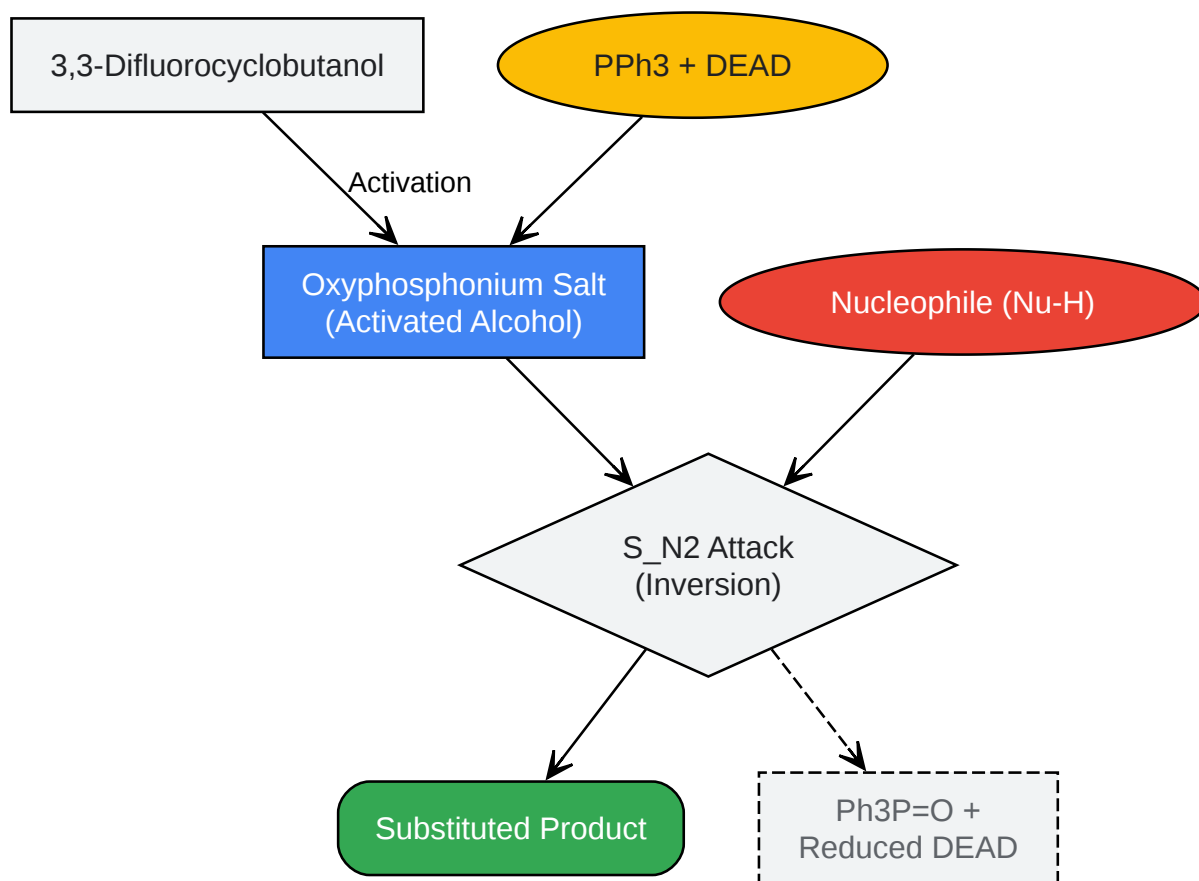 3,3-Difluorocyclobutanol
PPh3 + DEAD
Activation
Oxyphosphonium Salt
(Activated Alcohol)
Nucleophile (Nu-H)
S_N2 Attack
(Inversion)
Substituted Product
Ph3P=O +
Reduced DEAD